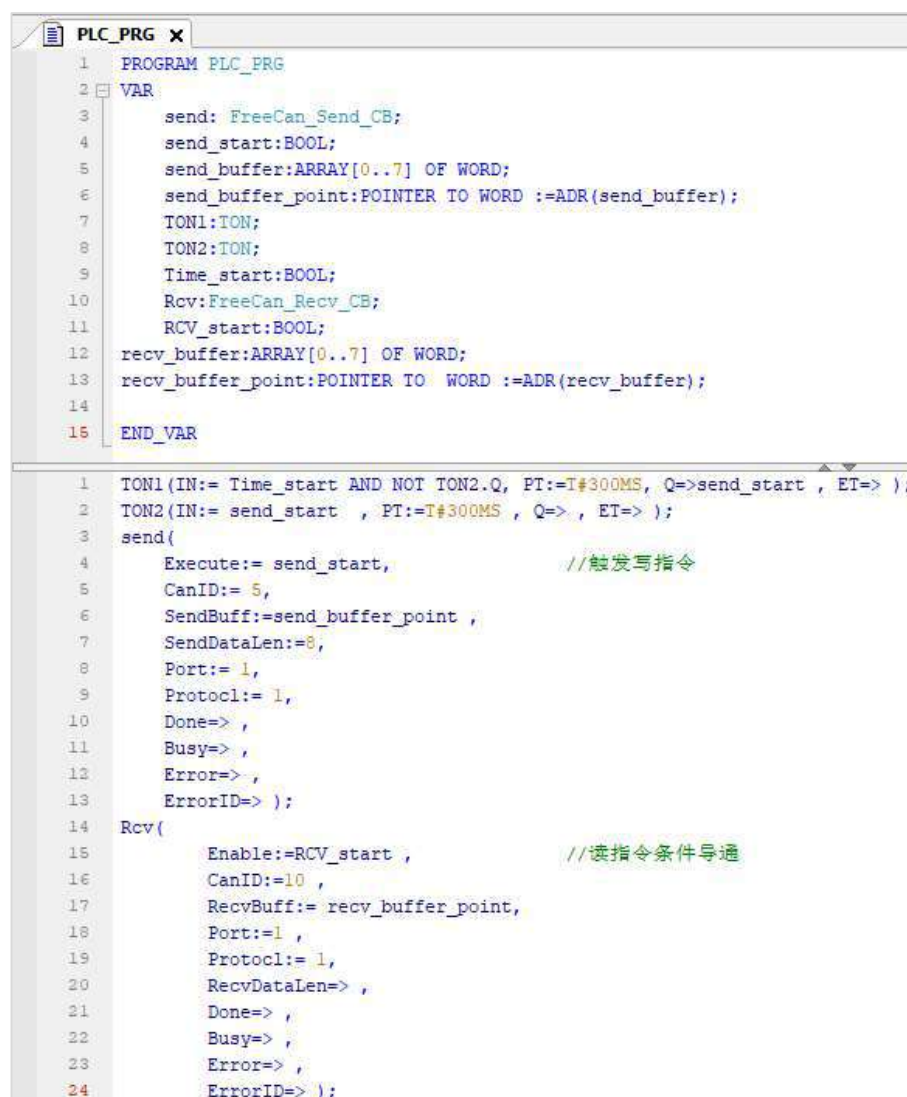 PLC_PRG X
1 PROGRAM PLC_PRG
2 VAR
3 send: FreeCan_Send_CB;
4 send_start:BOOL;
5 send_buffer:ARRAY[0..7] OF WORD;
6 send_buffer_point:POINTER TO WORD :=ADR(send_buffer);
7 TON1:TON;
8 TON2:TON;
9 Time_start:BOOL;
10 Rcv:FreeCan_Recv_CB;
11 RCV_start:BOOL;
12 recv_buffer:ARRAY[0..7] OF WORD;
13 recv_buffer_point:POINTER TO  WORD :=ADR(recv_buffer);
14
15 END_VAR
1 TON1(IN:= Time_start AND NOT TON2.Q, PT:=T#300MS, Q=>send_start , ET=> );
2 TON2(IN:= send_start  , PT:=T#300MS , Q=> , ET=> );
3 send(
4 Execute:= send_start, //触发写指令
5 CanID:= 5,
6 SendBuff:=send_buffer_point ,
7 SendDataLen:=8,
8 Port:= 1,
9 Protocl:= 1,
10 Done=> ,
11 Busy=> ,
12 Error=> ,
13 ErrorID=> );
14 Rcv(
15 Enable:=RCV_start , //读指令条件导通
16 CanID:=10 ,
17 RecvBuff:= recv_buffer_point,
18 Port:=1 ,
19 Protocl:= 1,
20 RecvDataLen=> ,
21 Done=> ,
22 Busy=> ,
23 Error=> ,
24 ErrorID=> );